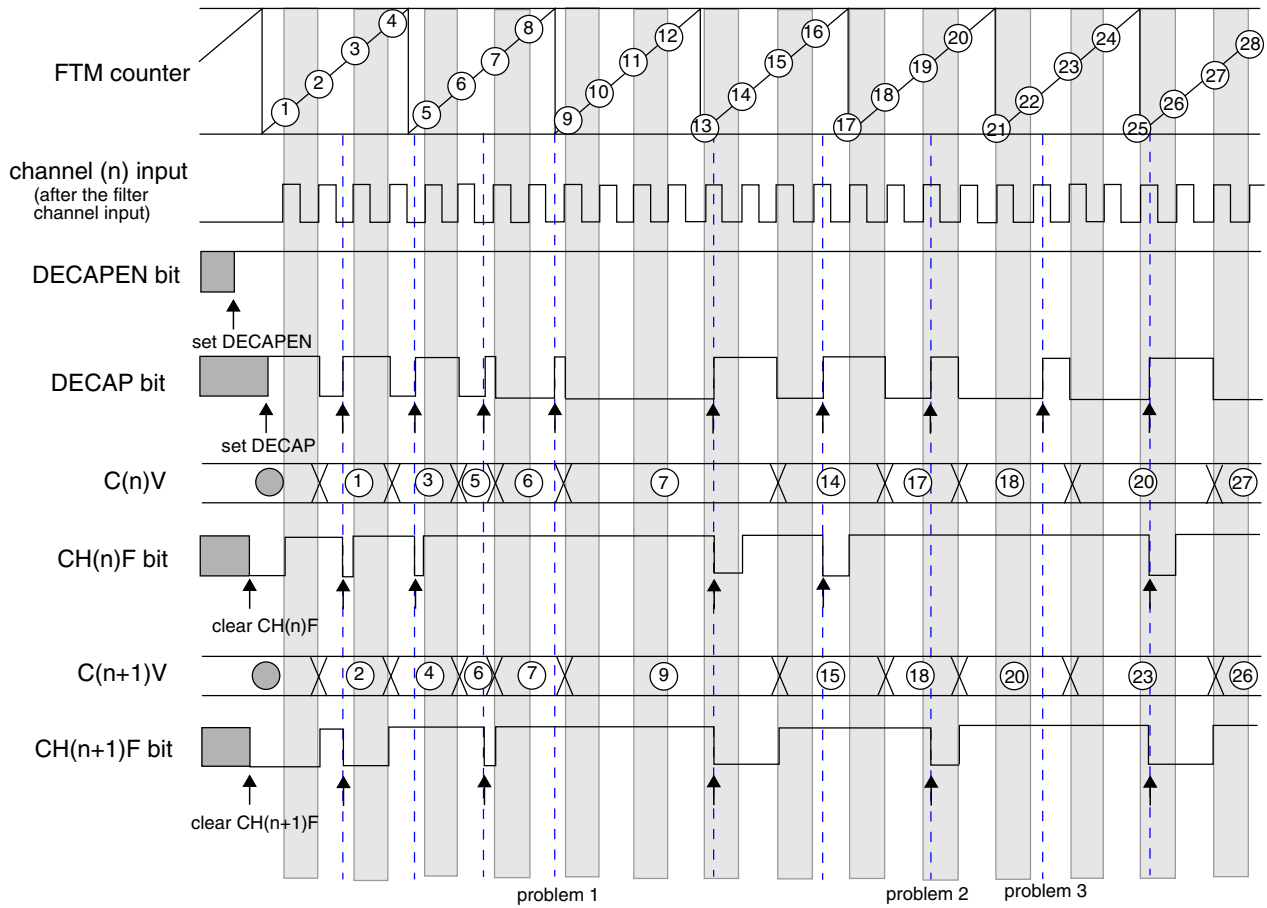 FTM counter
1 2 3 4 5 6 7 8 9 10 11 12 13 14 15 16 17 18 19 20 21 22 23 24 25 26 27 28
channel (n) input
(after the filter
channel input)
DECAPEN bit
set DECAPEN
DECAP bit
set DECAP
C(n)V
1 3 5 6 7 14 17 18 20 27
CH(n)F bit
clear CH(n)F
C(n+1)V
2 4 6 7 9 15 18 20 23 26
CH(n+1)F bit
clear CH(n+1)F
problem 1 problem 2 problem 3